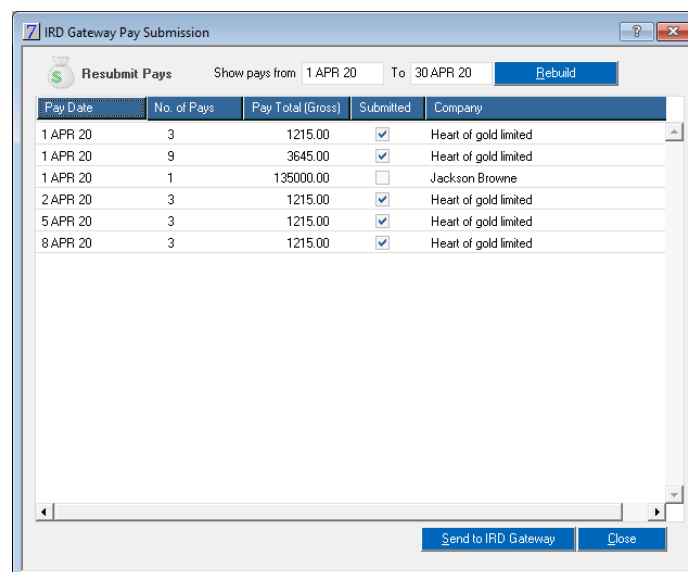 7 IRD Gateway Pay Submission ?
$ Resubmit Pays Show pays from 1 APR 20 To 30 APR 20 Rebuild
Pay Date No. of Pays Pay Total (Gross) Submitted Company
1 APR 20 3 1215.00 Heart of gold limited
1 APR 20 9 3645.00 Heart of gold limited
1 APR 20 1 135000.00 Jackson Browne
2 APR 20 3 1215.00 Heart of gold limited
5 APR 20 3 1215.00 Heart of gold limited
8 APR 20 3 1215.00 Heart of gold limited
Send to IRD Gateway Close